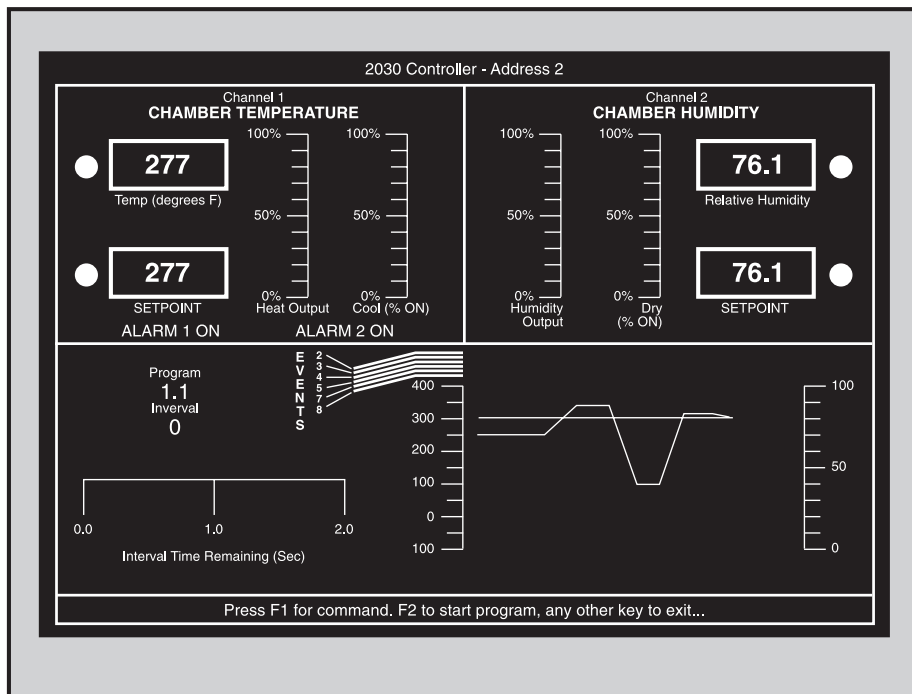 2030 Controller - Address 2
Channel 1
CHAMBER TEMPERATURE
277
Temp (degrees F)
277
SETPOINT
ALARM 1 ON
100%
50%
0%
Heat Output
100%
50%
0%
Cool (% ON)
ALARM 2 ON
Channel 2
CHAMBER HUMIDITY
100%
50%
0%
Humidity
Output
100%
50%
0%
Dry
(% ON)
76.1
Relative Humidity
76.1
SETPOINT
Program
1.1
Inverval
0
EVENTS
2
3
4
5
7
8
0.0 1.0 2.0
Interval Time Remaining (Sec)
400
300
200
100
0
100
100
50
0
Press F1 for command. F2 to start program, any other key to exit...